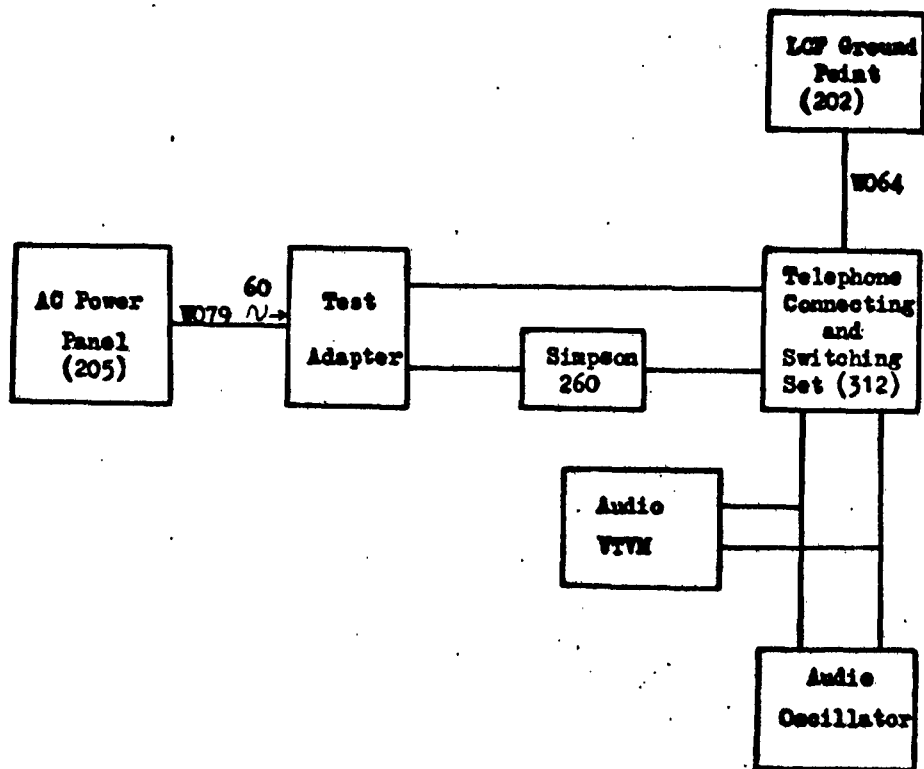 LCF Ground
Point
(202)
W064
AC Power
Panel
(205)
W079
60
Test
Adapter
Simpson
260
Telephone
Connecting
and
Switching
Set (312)
Audio
VTVM
Audio
Oscillator